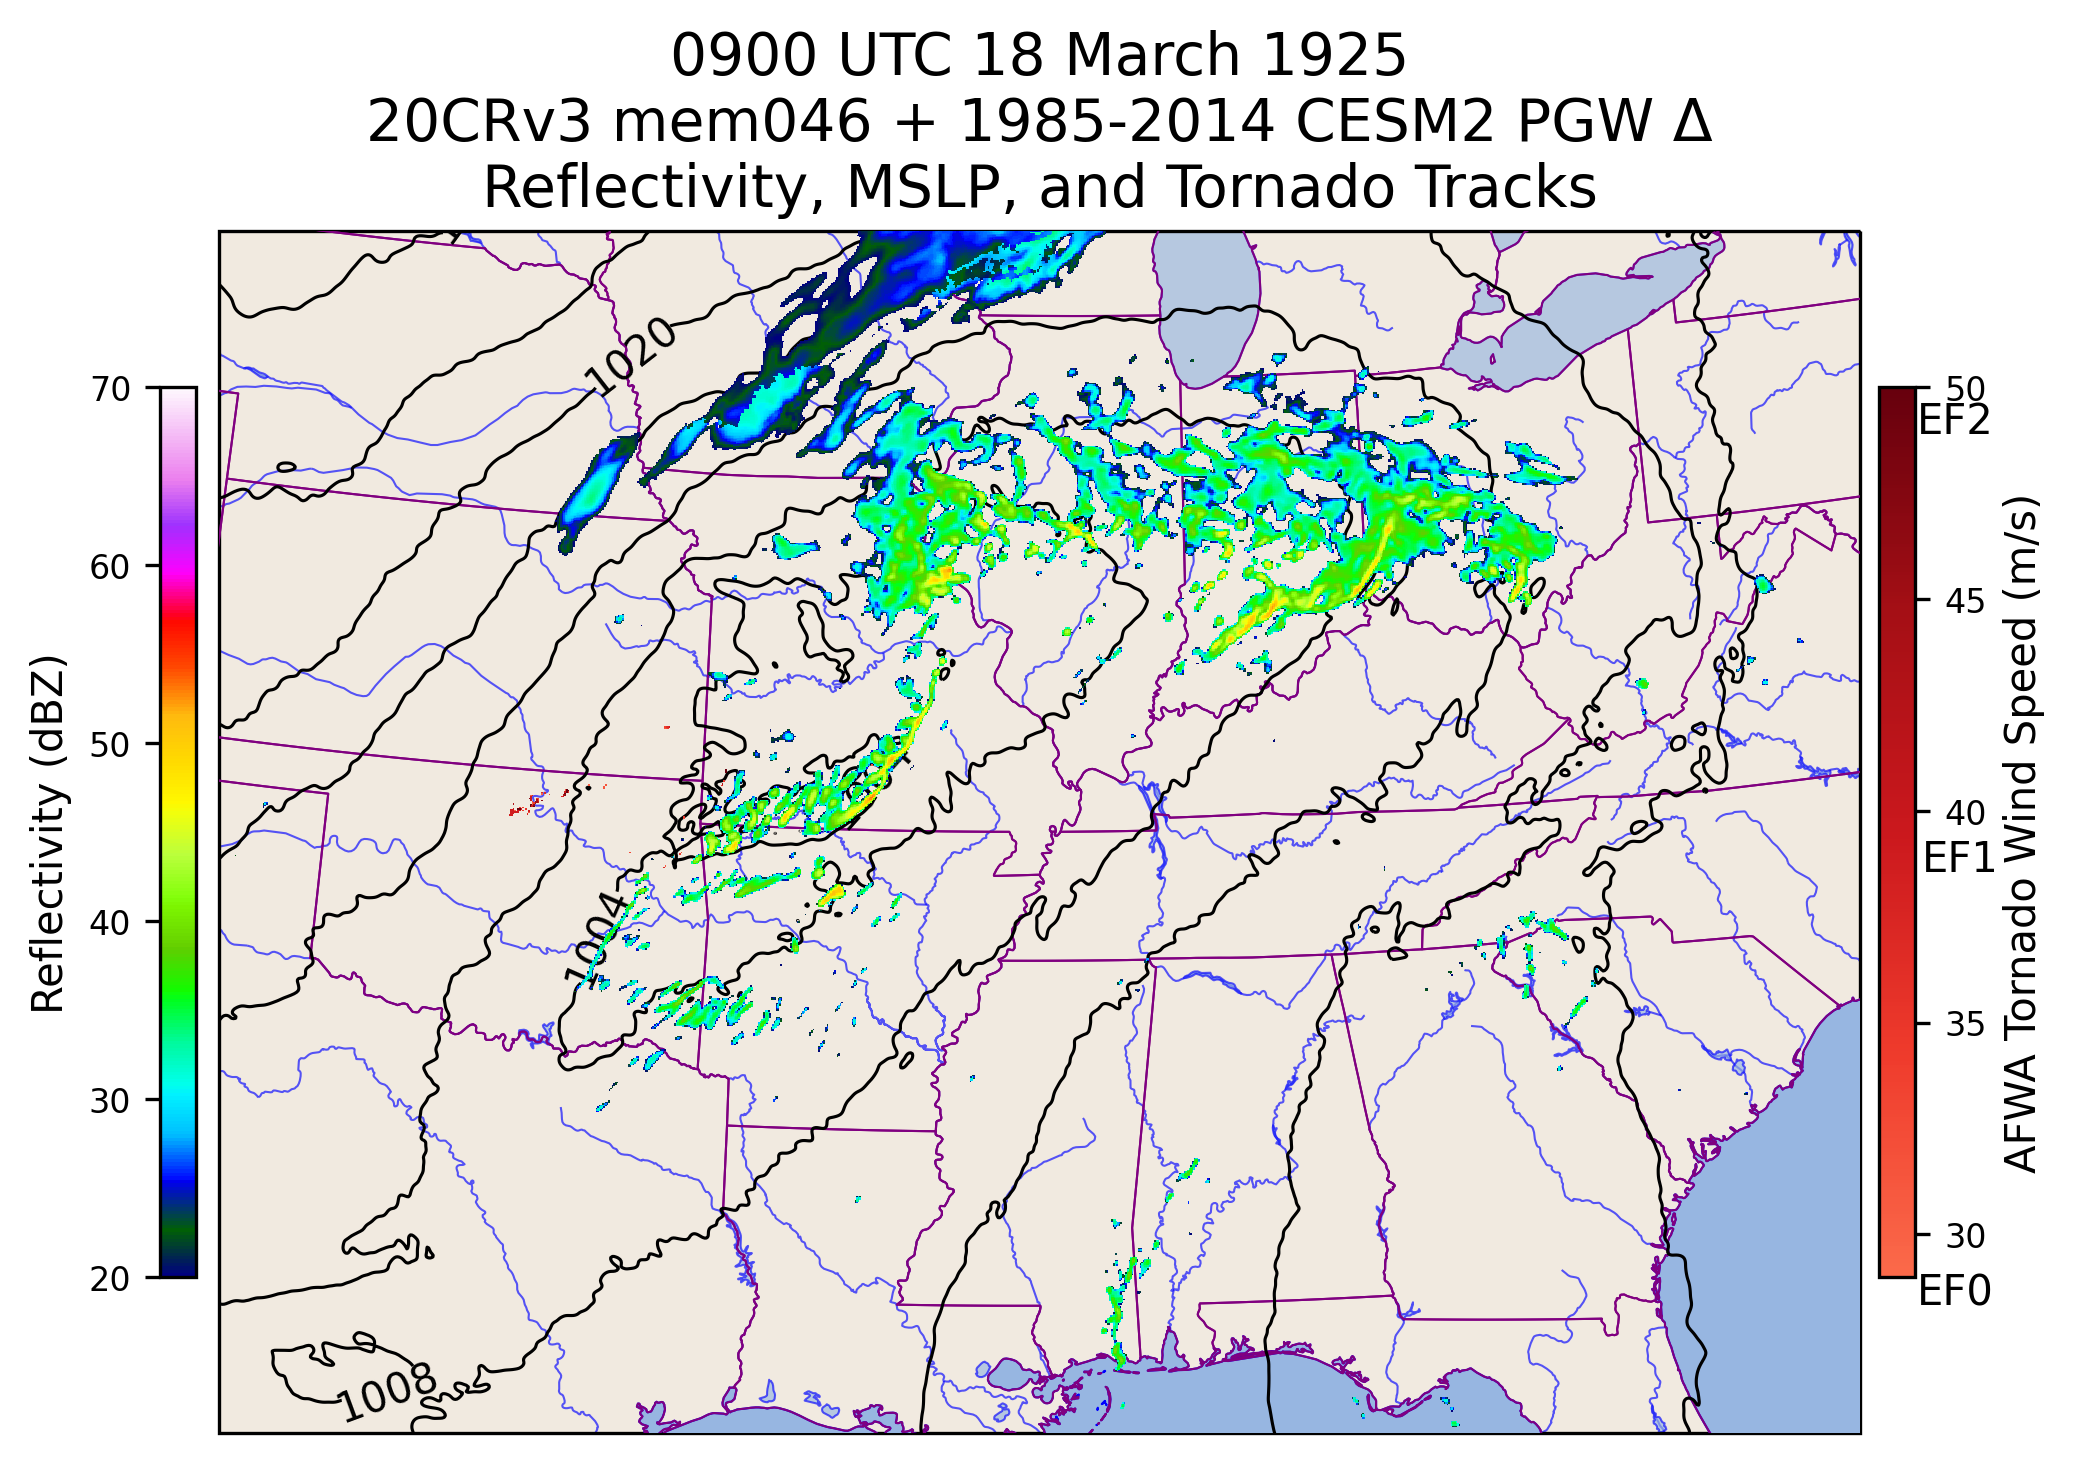 0900 UTC 18 March 1925
20CRv3 mem046 + 1985-2014 CESM2 PGW Δ
Reflectivity, MSLP, and Tornado Tracks
1020
1004
1008
70
60
50
40
30
20
Reflectivity (dBZ)
50
EF2
45
40
EF1
35
30
EF0
AFWA Tornado Wind Speed (m/s)